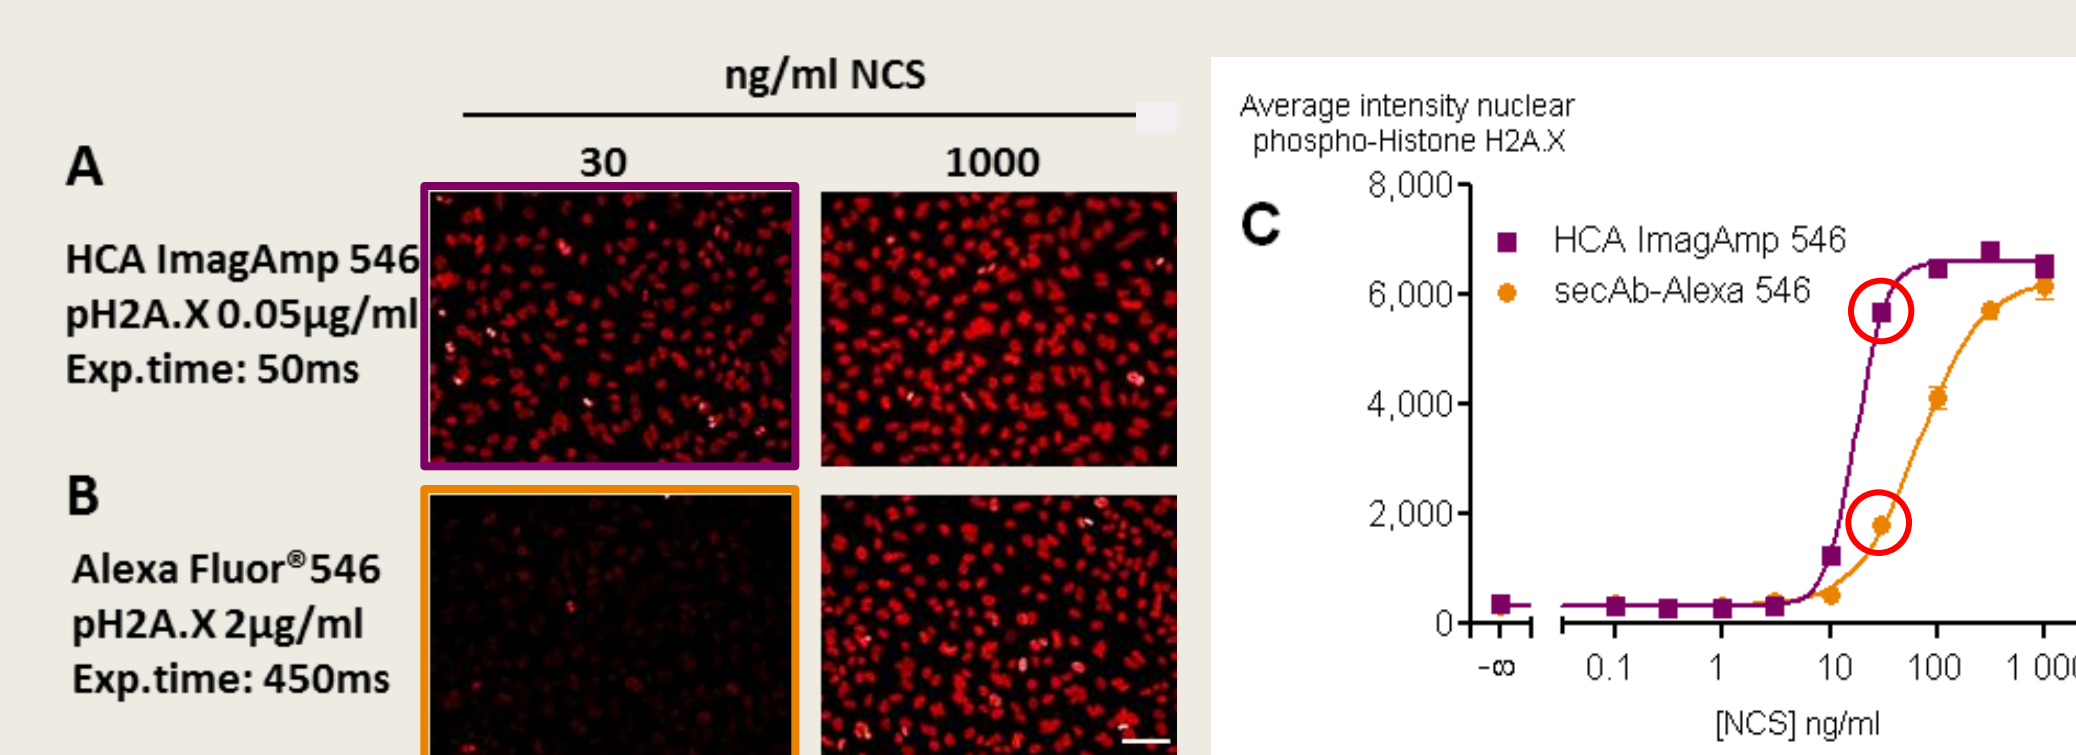 ng/ml NCS
30
1000
A
HCA ImagAmp 546
pH2A.X 0.05µg/ml
Exp.time: 50ms
B
Alexa Fluor®546
pH2A.X 2µg/ml
Exp.time: 450ms
Average intensity nuclear
phospho-Histone H2A.X
C
8,000
HCA ImagAmp 546
secAb-Alexa 546
6,000
4,000
2,000
0
-∞ 0.1 1 10 100 1 000
[NCS] ng/ml